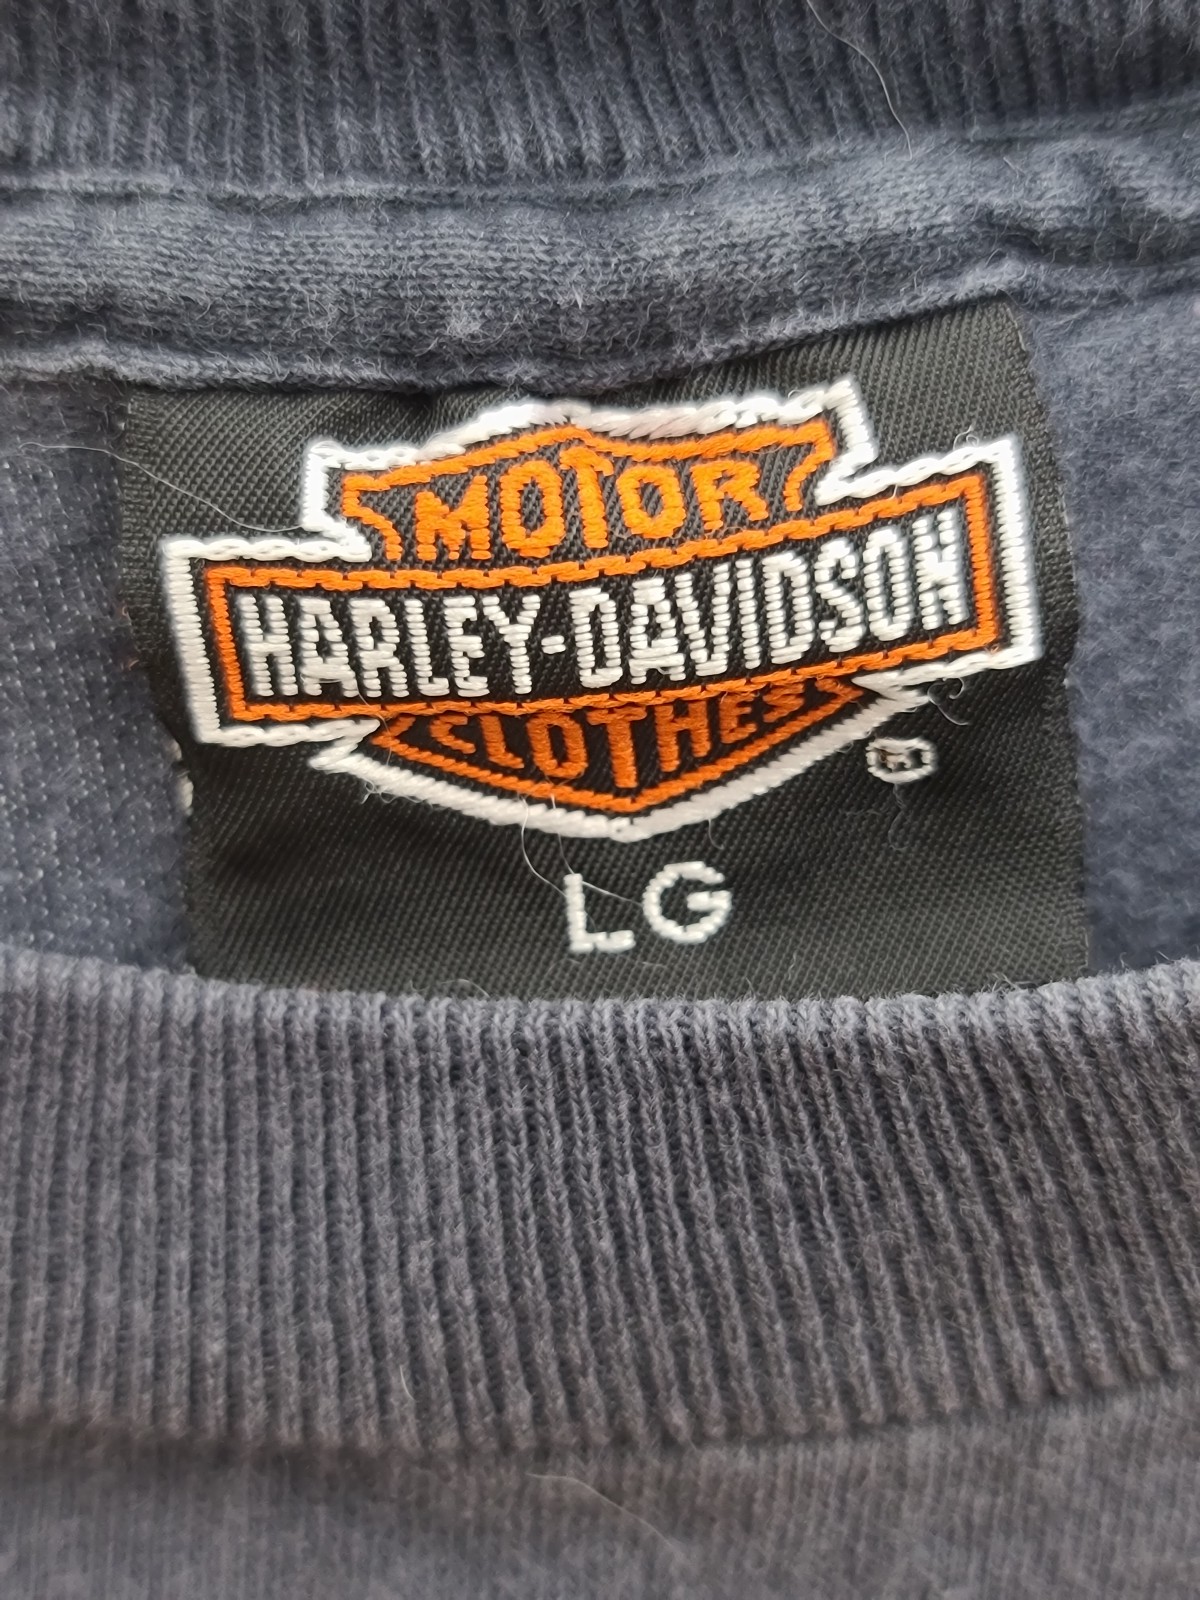 MOTOR
HARLEY-DAVIDSON
CLOTHES
®
LG